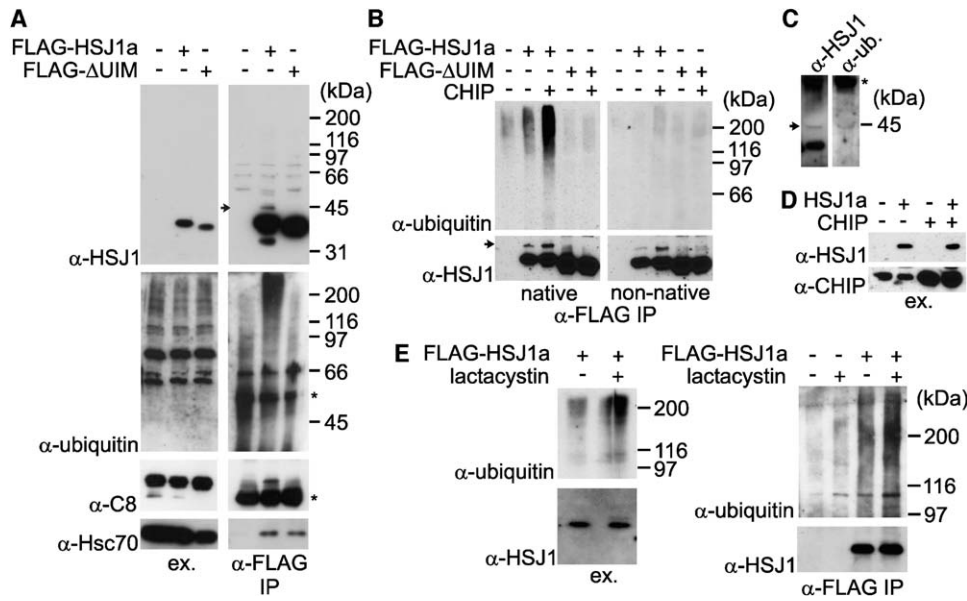 A
FLAG-HSJ1a - + - - + -
FLAG-ΔUIM - - + - - +
(kDa)
200
116
97
66
45
31
α-HSJ1
200
116
97
66
*
45
α-ubiquitin
α-C8
*
α-Hsc70
ex. α-FLAG IP
B
FLAG-HSJ1a - + + - - - + + - -
FLAG-ΔUIM - - - + + - - - + +
CHIP - - + - + - - + - +
(kDa)
200
116
97
66
α-ubiquitin
α-HSJ1
native non-native
α-FLAG IP
C
α-HSJ1
α-ub.
*
(kDa)
45
D
HSJ1a - + - +
CHIP - - + +
α-HSJ1
α-CHIP
ex.
E
FLAG-HSJ1a + +
lactacystin - +
200
116
97
α-ubiquitin
α-HSJ1
ex.
FLAG-HSJ1a - - + +
lactacystin - + - +
(kDa)
200
116
97
α-ubiquitin
α-HSJ1
α-FLAG IP